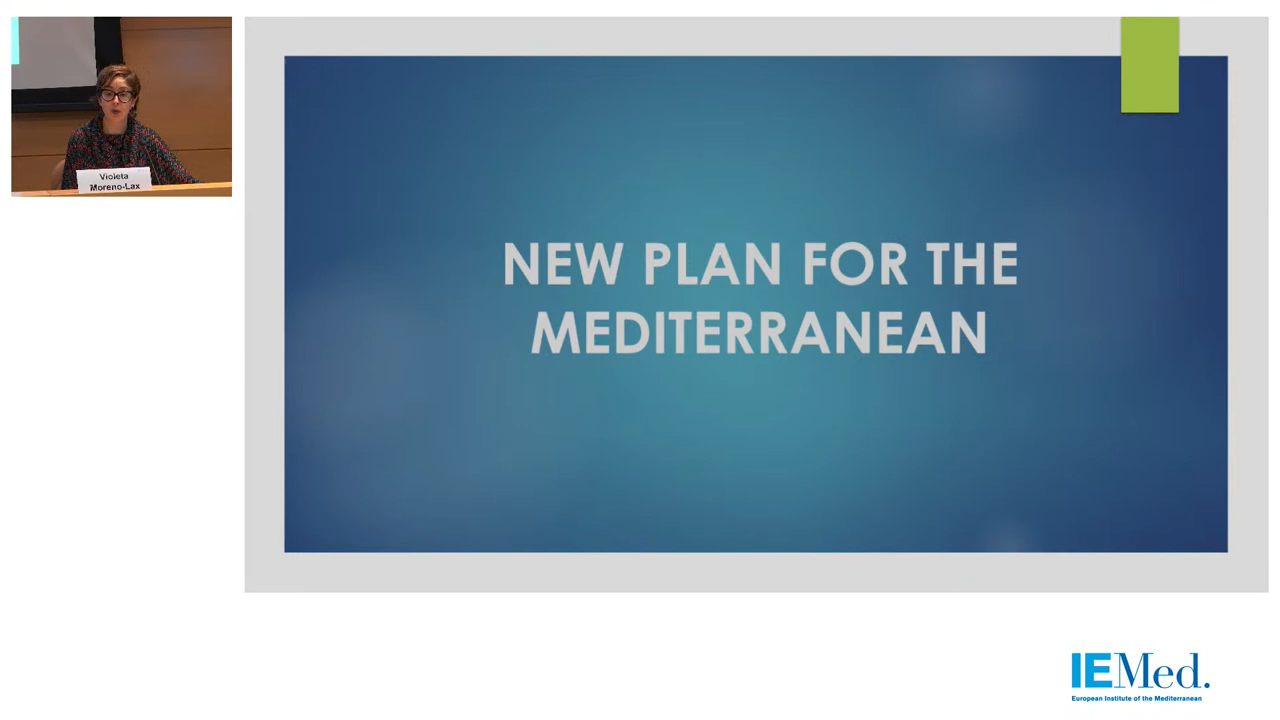 Violeta
Moreno-Lax
NEW PLAN FOR THE
MEDITERRANEAN
IEMed.
European Institute of the Mediterranean